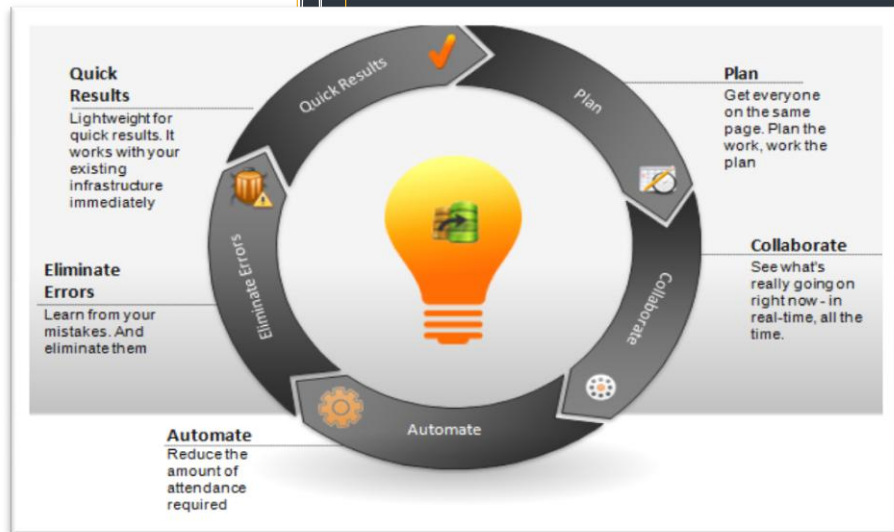 Quick Results
Plan
Collaborate
Automate
Eliminate Errors
Quick
Results
Lightweight for
quick results. It
works with your
existing
infrastructure
immediately
Plan
Get everyone
on the same
page. Plan the
work, work the
plan
Collaborate
See what's
really going on
right now - in
real-time, all the
time.
Eliminate
Errors
Learn from your
mistakes. And
eliminate them
Automate
Reduce the
amount of
attendance
required